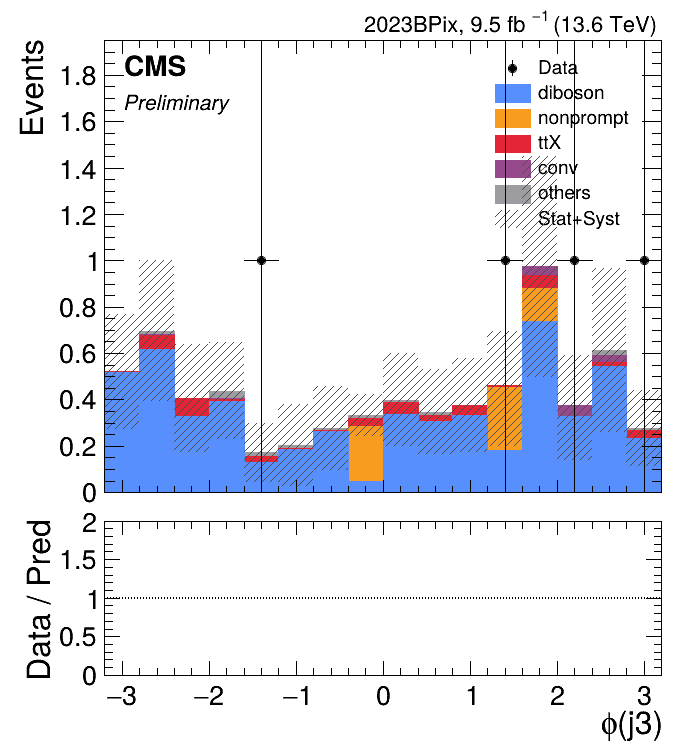 2023BPix, 9.5 fb⁻¹ (13.6 TeV)
CMS
Preliminary
Events
Data
diboson
nonprompt
ttX
conv
others
Stat+Syst
1.8
1.6
1.4
1.2
1
0.8
0.6
0.4
0.2
0
Data / Pred
2
1.5
1
0.5
0
−3 −2 −1 0 1 2 3
ϕ(j3)